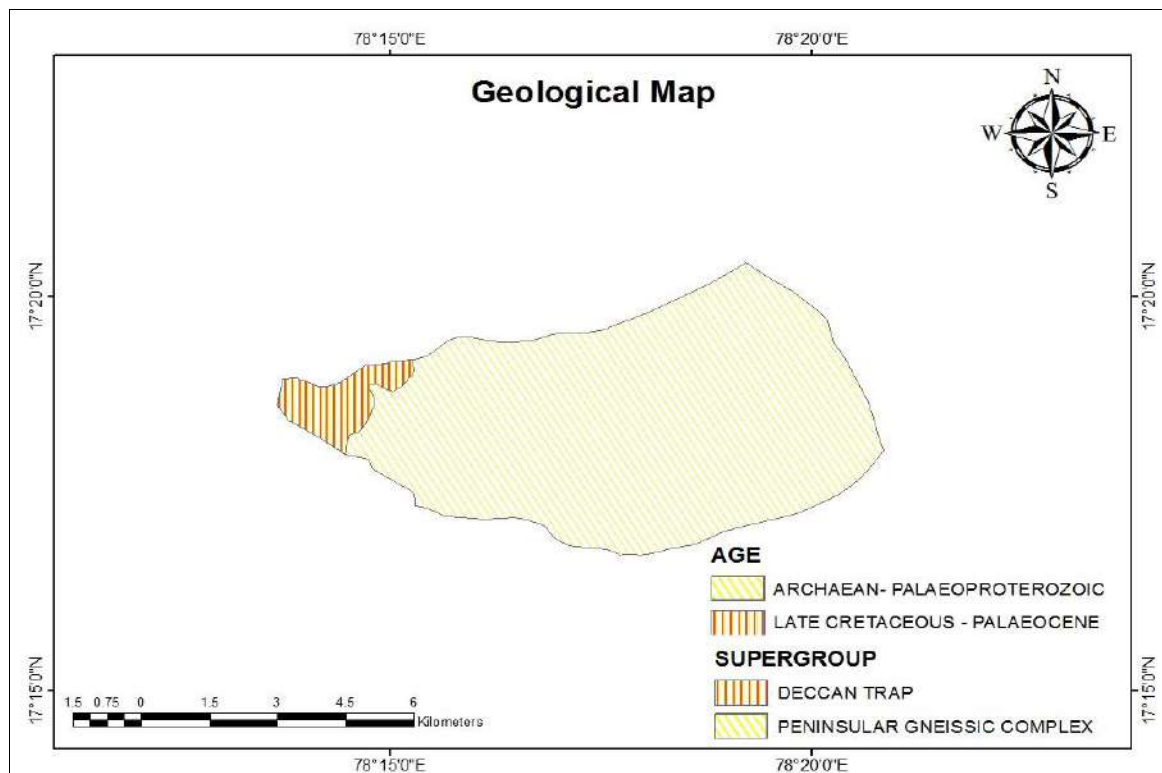 78°15'0"E 78°20'0"E
Geological Map
N
W E
S
17°20'0"N 17°20'0"N
AGE
ARCHAEAN- PALAEOPROTEROZOIC
LATE CRETACEOUS - PALAEOCENE
SUPERGROUP
DECCAN TRAP
PENINSULAR GNEISSIC COMPLEX
17°15'0"N 17°15'0"N
1.5 0.75 0 1.5 3 4.5 6
Kilometers
78°15'0"E 78°20'0"E